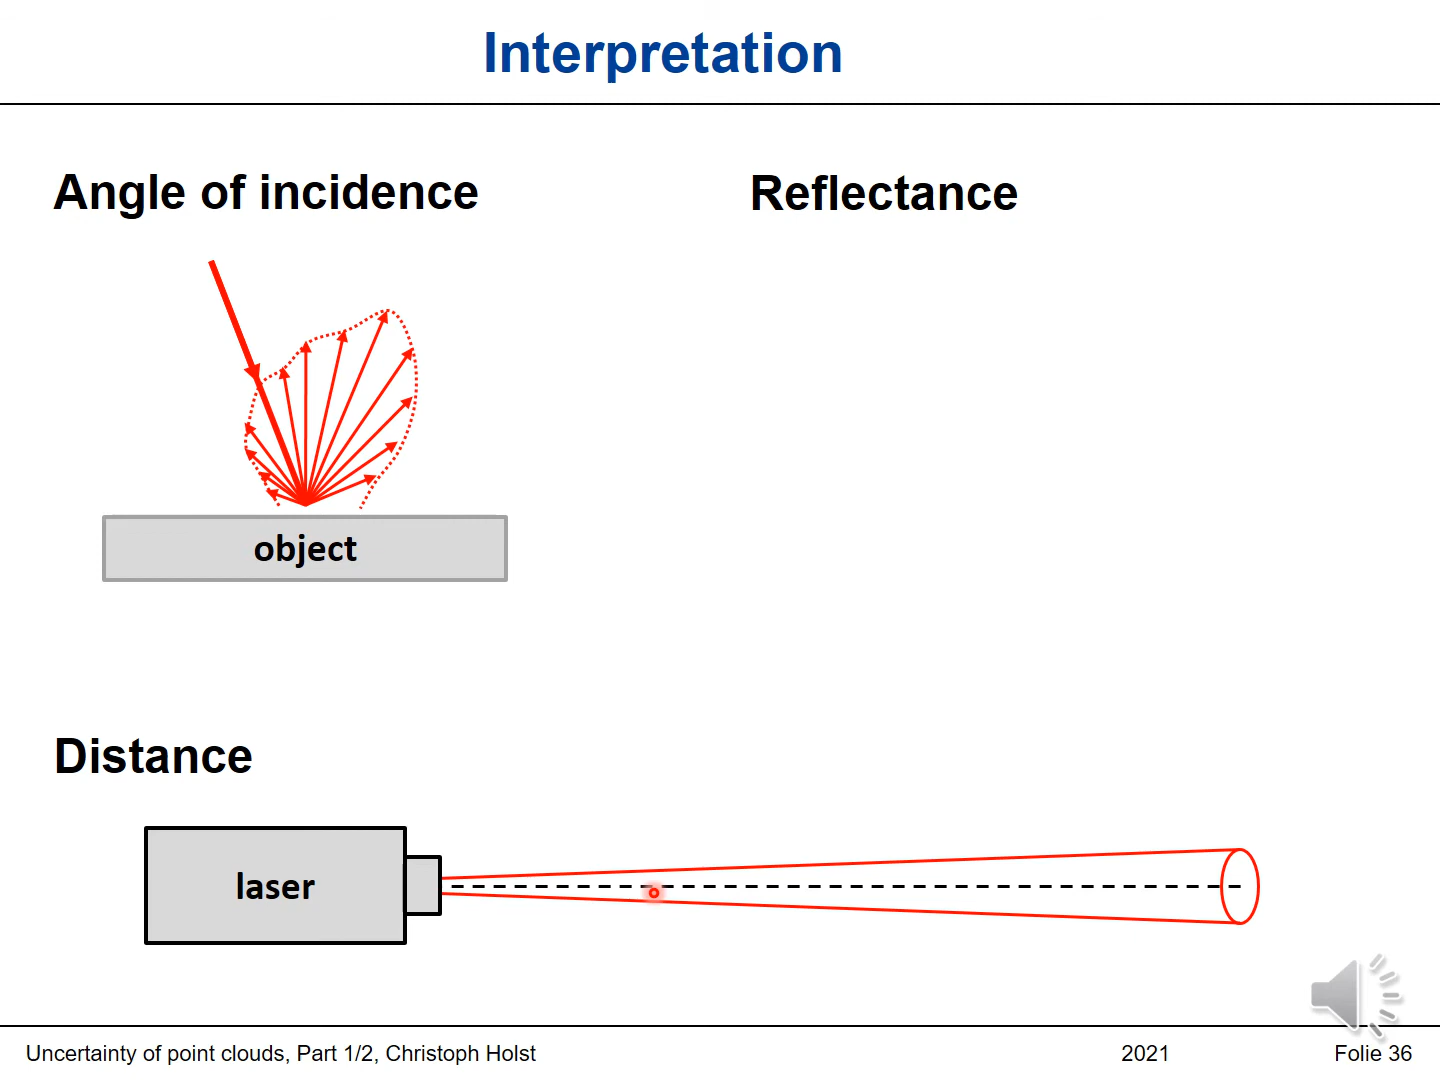 Interpretation
Angle of incidence
Reflectance
object
Distance
laser
Uncertainty of point clouds, Part 1/2, Christoph Holst
2021
Folie 36